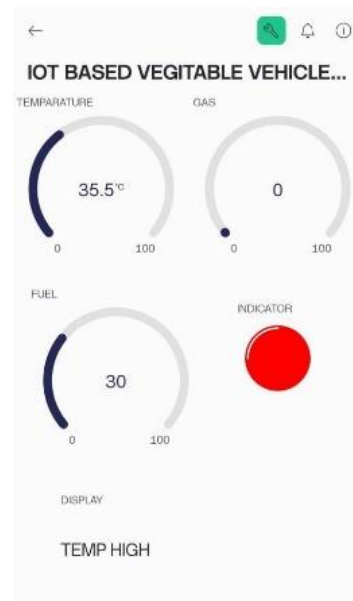 IOT BASED VEGITABLE VEHICLE...
TEMPARATURE GAS
35.5°C 0
0 100 0 100
FUEL INDICATOR
30
0 100
DISPLAY
TEMP HIGH